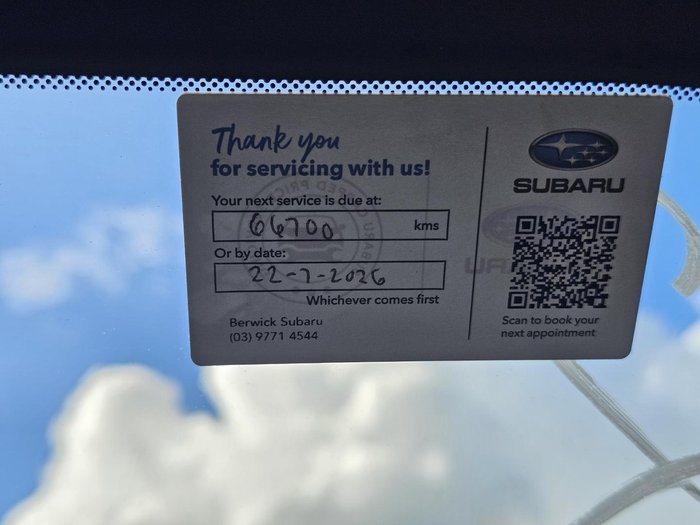 Thank you
for servicing with us!
Your next service is due at:
66700 kms
Or by date:
22-7-2026
Whichever comes first
Berwick Subaru
(03) 9771 4544
SUBARU
Scan to book your
next appointment